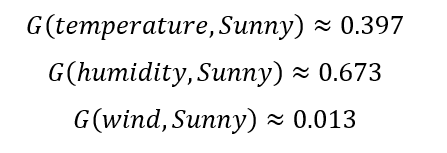 G(temperature, Sunny) ≈ 0.397
G(humidity, Sunny) ≈ 0.673
G(wind, Sunny) ≈ 0.013